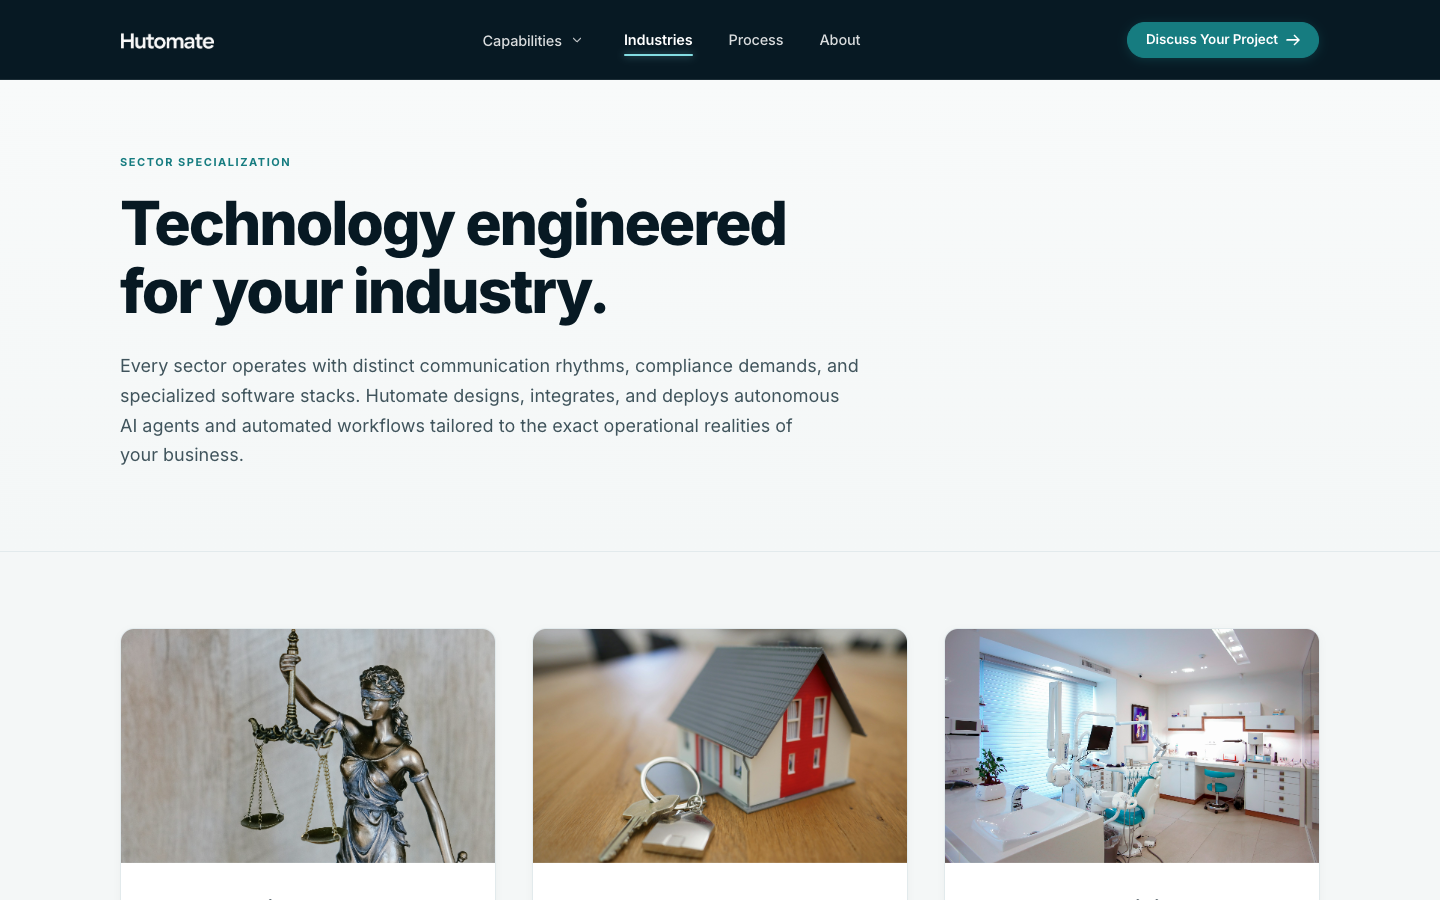 Hutomate
Capabilities
Industries
Process
About
Discuss Your Project
SECTOR SPECIALIZATION
Technology engineered
for your industry.
Every sector operates with distinct communication rhythms, compliance demands, and
specialized software stacks. Hutomate designs, integrates, and deploys autonomous
AI agents and automated workflows tailored to the exact operational realities of
your business.